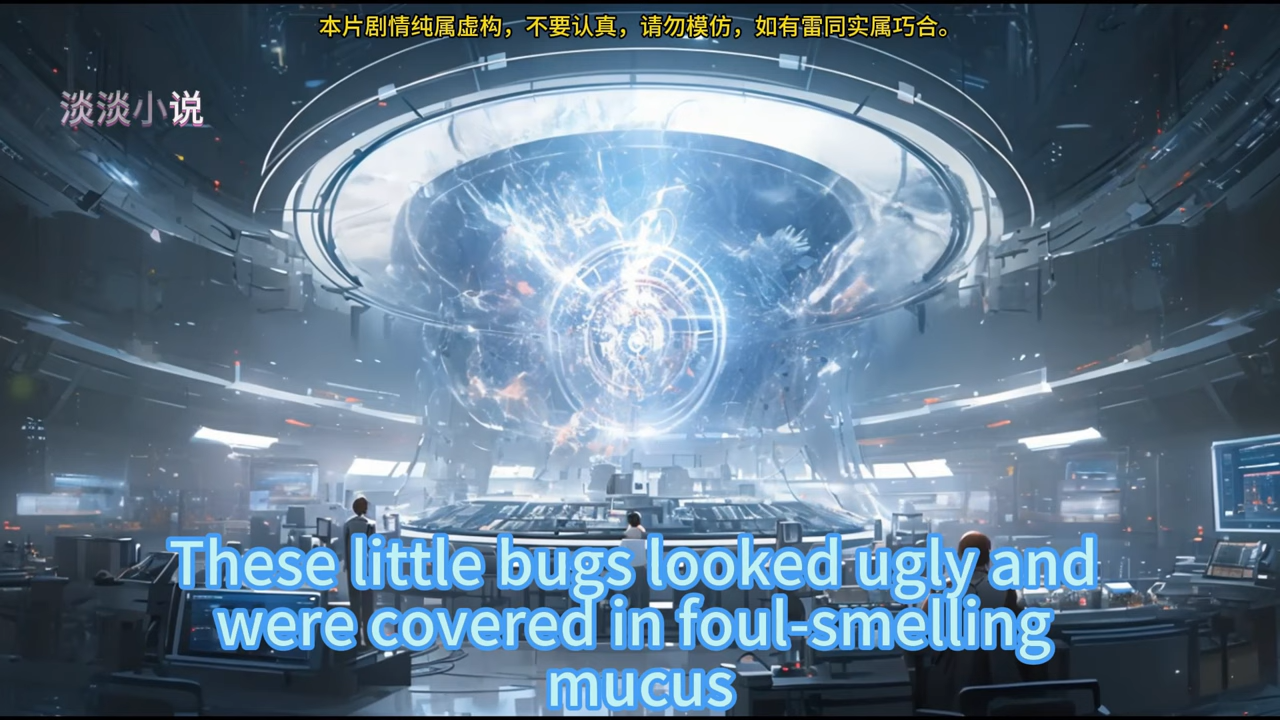 本片剧情纯属虚构，不要认真，请勿模仿，如有雷同实属巧合。
淡淡小说
These little bugs looked ugly and
were covered in foul-smelling
mucus